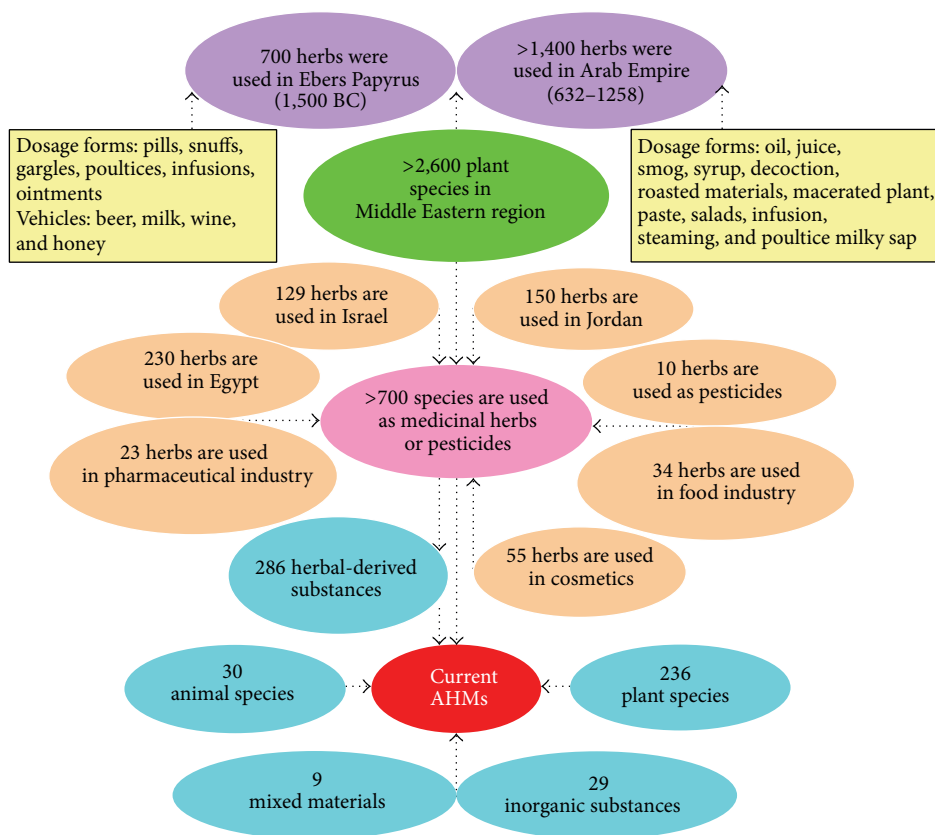 700 herbs were
used in Ebers Papyrus
(1,500 BC)
>1,400 herbs were
used in Arab Empire
(632–1258)
Dosage forms: pills, snuffs,
gargles, poultices, infusions,
ointments
Vehicles: beer, milk, wine,
and honey
>2,600 plant
species in
Middle Eastern region
Dosage forms: oil, juice,
smog, syrup, decoction,
roasted materials, macerated plant,
paste, salads, infusion,
steaming, and poultice milky sap
129 herbs are
used in Israel
150 herbs are
used in Jordan
230 herbs are
used in Egypt
10 herbs are
used as pesticides
>700 species are used
as medicinal herbs
or pesticides
23 herbs are used
in pharmaceutical industry
34 herbs are used
in food industry
286 herbal-derived
substances
55 herbs are used
in cosmetics
30
animal species
Current
AHMs
236
plant species
9
mixed materials
29
inorganic substances